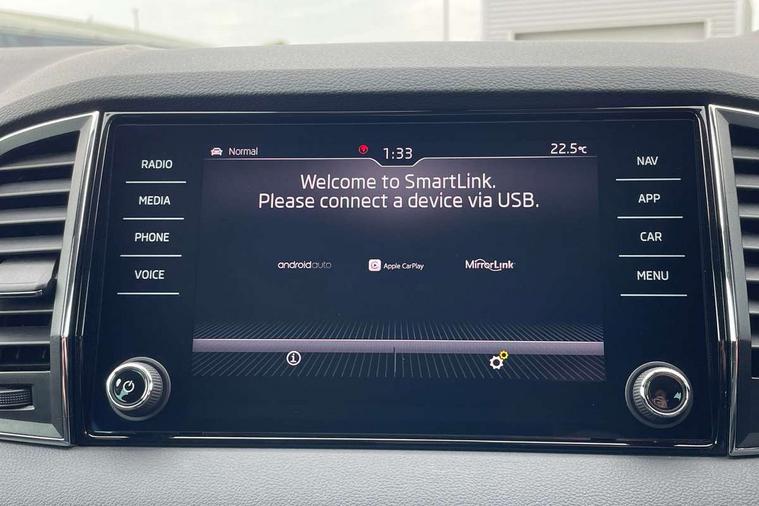 RADIO
MEDIA
PHONE
VOICE
Normal
1:33
22.5°C
Welcome to SmartLink.
Please connect a device via USB.
androidauto
Apple CarPlay
MirrorLink
NAV
APP
CAR
MENU